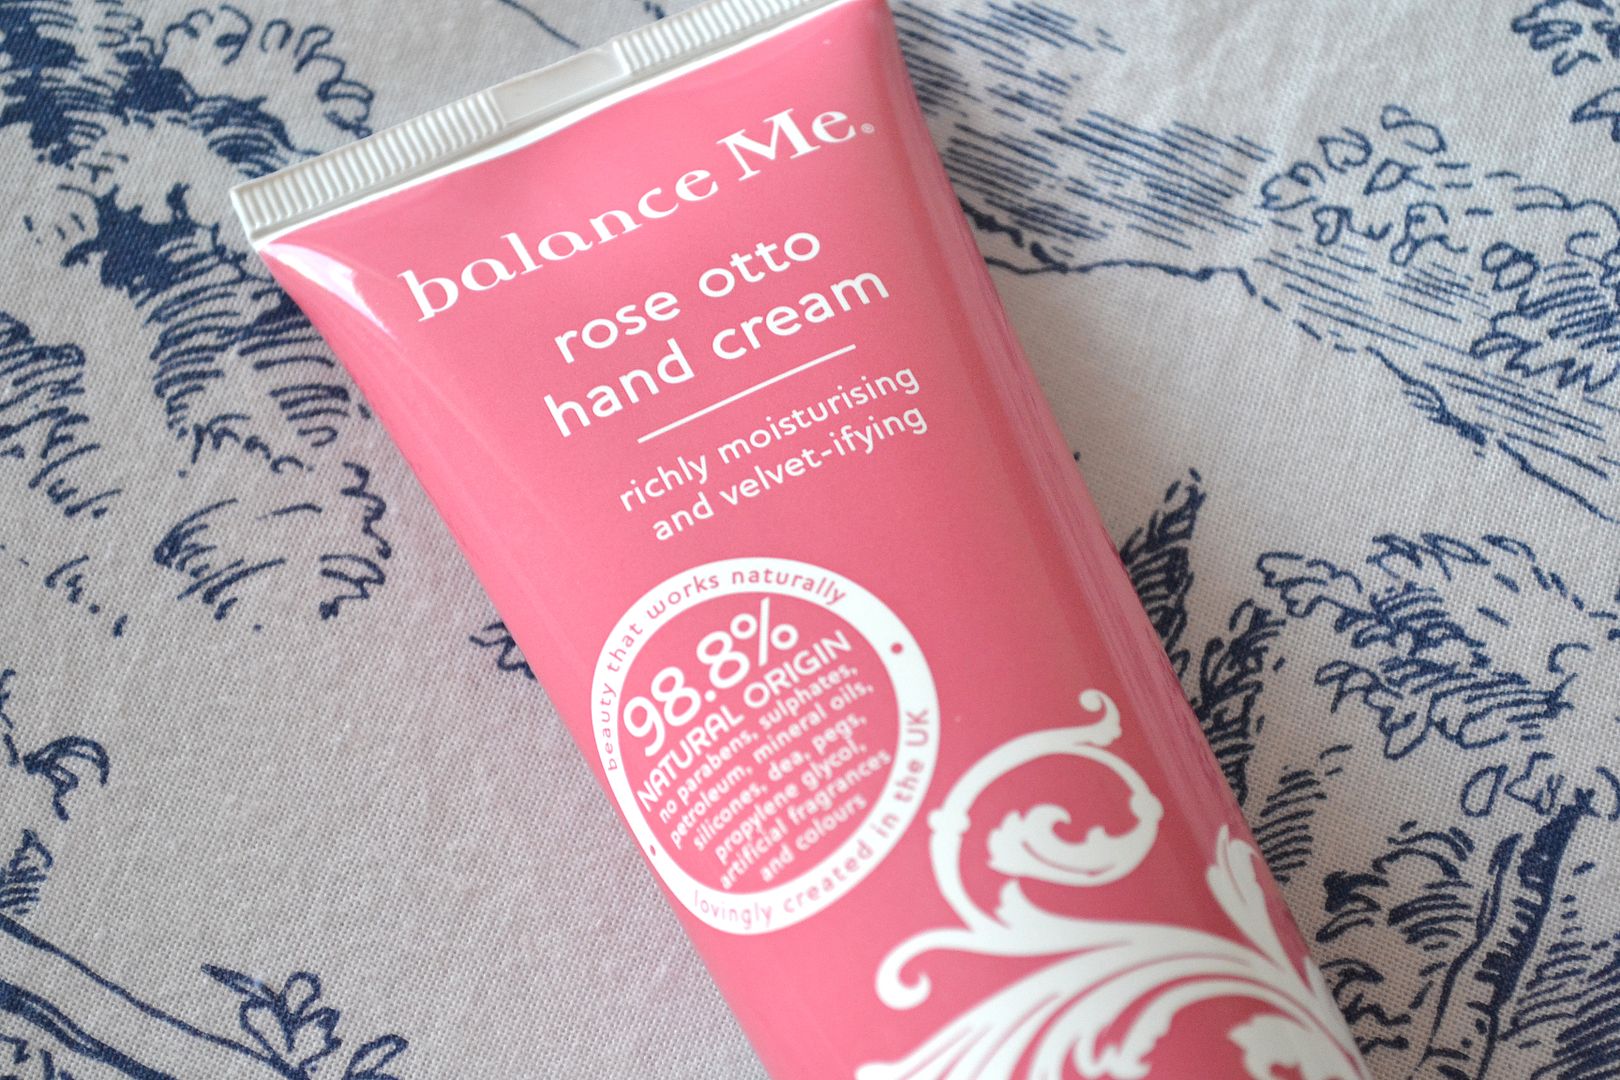 balance Me®
rose otto
hand cream
richly moisturising
and velvet-ifying
beauty that works naturally
98.8%
NATURAL ORIGIN
no parabens, sulphates,
petroleum, mineral oils,
silicones, dea, pegs,
propylene glycol,
artificial fragrances
and colours
lovingly created in the UK